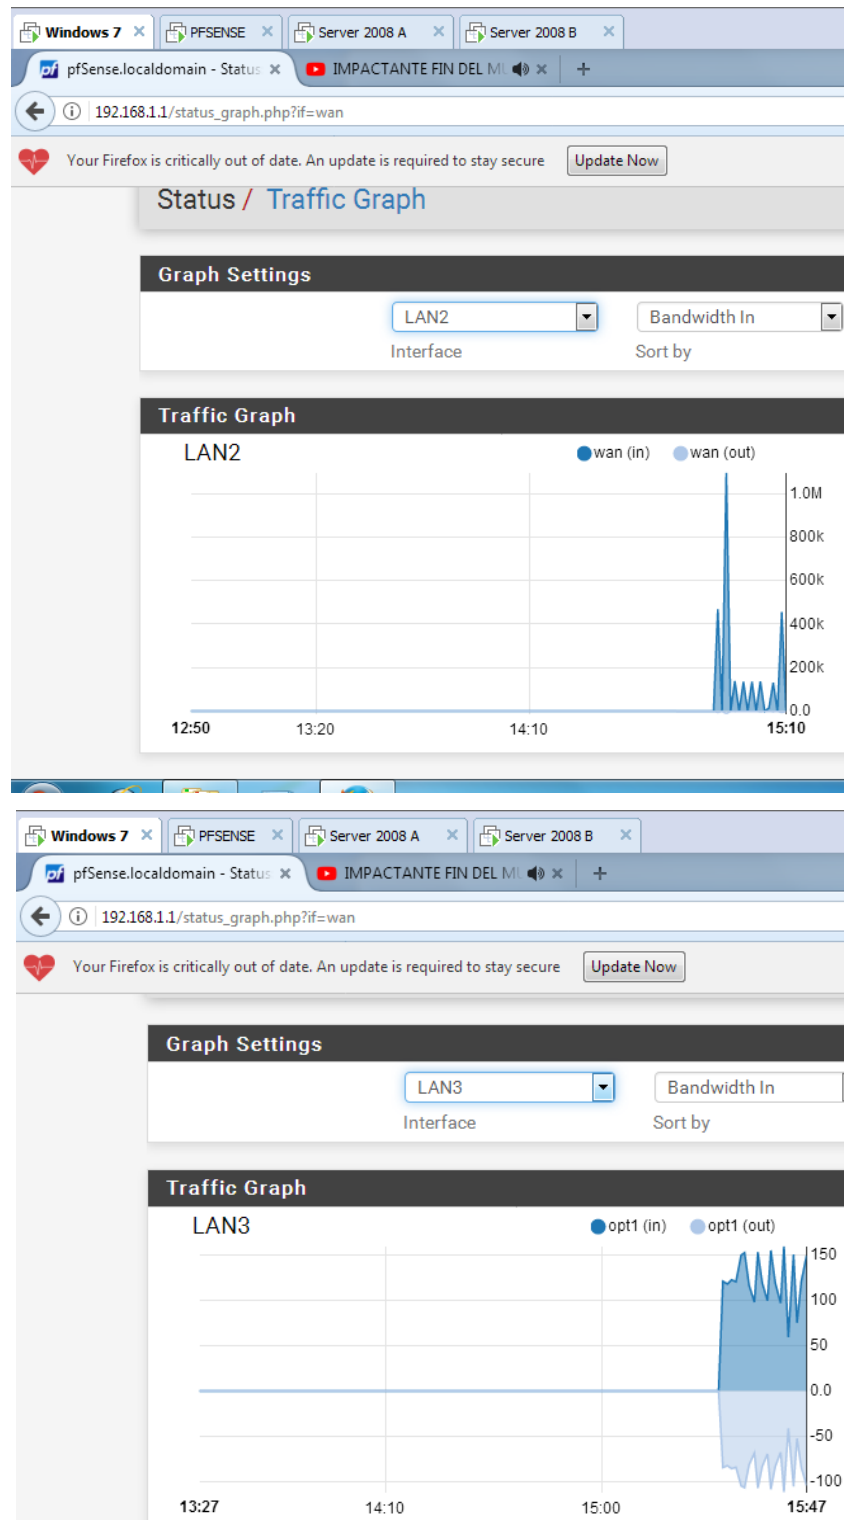 Windows 7 PFSENSE Server 2008 A Server 2008 B
pfSense.localdomain - Status IMPACTANTE FIN DEL MU
192.168.1.1/status_graph.php?if=wan
Your Firefox is critically out of date. An update is required to stay secure Update Now
Status / Traffic Graph
Graph Settings
LAN2 Bandwidth In
Interface Sort by
Traffic Graph
LAN2 wan (in) wan (out)
1.0M
800k
600k
400k
200k
0.0
12:50 13:20 14:10 15:10
Windows 7 PFSENSE Server 2008 A Server 2008 B
pfSense.localdomain - Status IMPACTANTE FIN DEL MU
192.168.1.1/status_graph.php?if=wan
Your Firefox is critically out of date. An update is required to stay secure Update Now
Graph Settings
LAN3 Bandwidth In
Interface Sort by
Traffic Graph
LAN3 opt1 (in) opt1 (out)
150
100
50
0.0
-50
-100
13:27 14:10 15:00 15:47